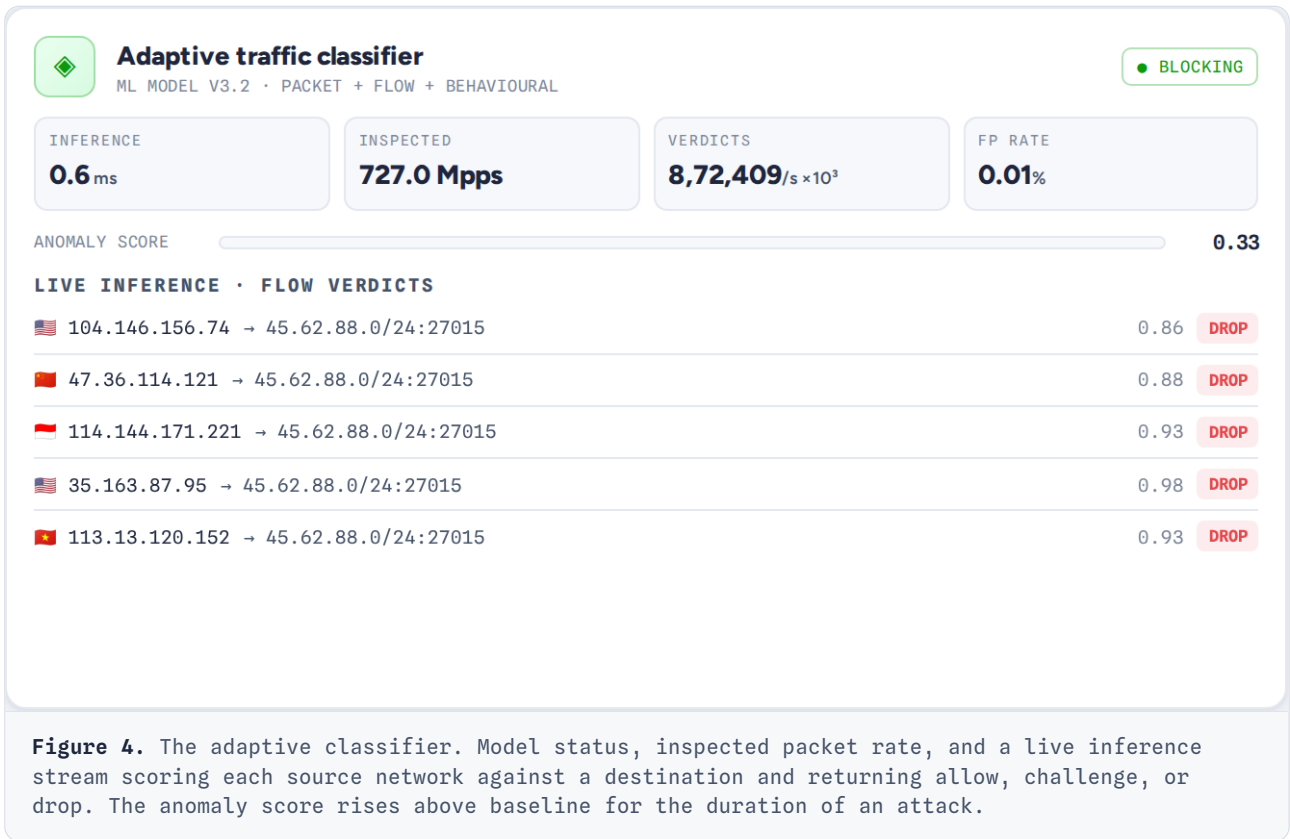 Adaptive traffic classifier
ML MODEL V3.2 · PACKET + FLOW + BEHAVIOURAL
● BLOCKING
INFERENCE
0.6 ms
INSPECTED
727.0 Mpps
VERDICTS
8,72,409/s ×10³
FP RATE
0.01%
ANOMALY SCORE 0.33
LIVE INFERENCE · FLOW VERDICTS
104.146.156.74 → 45.62.88.0/24:27015 0.86 DROP
47.36.114.121 → 45.62.88.0/24:27015 0.88 DROP
114.144.171.221 → 45.62.88.0/24:27015 0.93 DROP
35.163.87.95 → 45.62.88.0/24:27015 0.98 DROP
113.13.120.152 → 45.62.88.0/24:27015 0.93 DROP
Figure 4. The adaptive classifier. Model status, inspected packet rate, and a live inference
stream scoring each source network against a destination and returning allow, challenge, or
drop. The anomaly score rises above baseline for the duration of an attack.